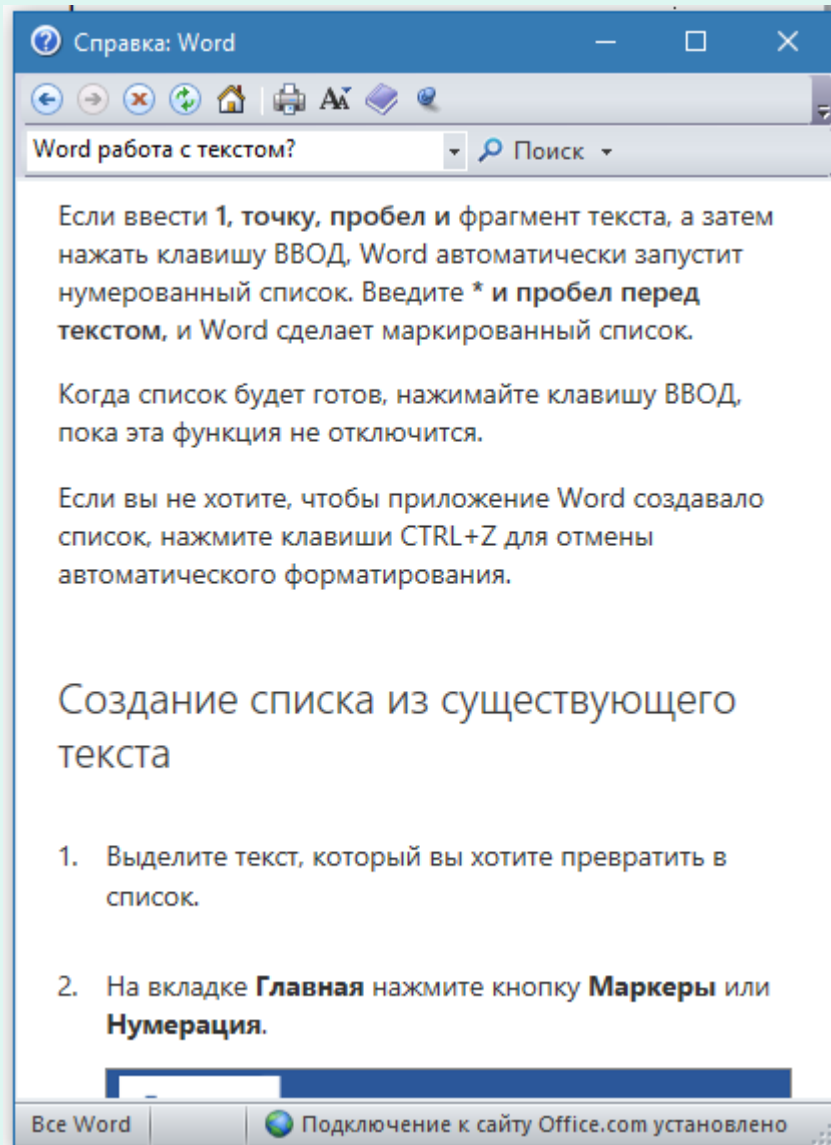 Справка: Word
Word работа с текстом?
Поиск
Если ввести 1, точку, пробел и фрагмент текста, а затем
нажать клавишу ВВОД, Word автоматически запустит
нумерованный список. Введите * и пробел перед
текстом, и Word сделает маркированный список.
Когда список будет готов, нажимайте клавишу ВВОД,
пока эта функция не отключится.
Если вы не хотите, чтобы приложение Word создавало
список, нажмите клавиши CTRL+Z для отмены
автоматического форматирования.
Создание списка из существующего
текста
1. Выделите текст, который вы хотите превратить в
список.
2. На вкладке Главная нажмите кнопку Маркеры или
Нумерация.
Все Word
Подключение к сайту Office.com установлено